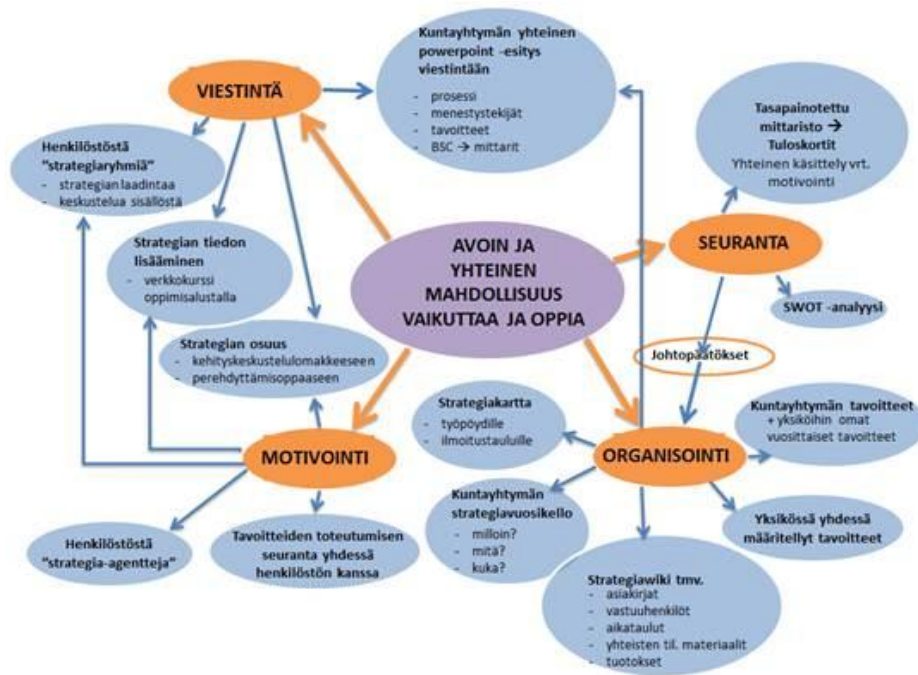 Kuntayhtymän yhteinen
powerpoint -esitys
viestintään
- prosessi
- menestystekijät
- tavoitteet
- BSC → mittarit
VIESTINTÄ
Tasapainotettu
mittaristo →
Tuloskortit
Yhteinen käsittely vrt.
motivointi
Henkilöstöstä
"strategiaryhmiä"
- strategian laadintaa
- keskustelua sisällöstä
Strategian tiedon
lisääminen
- verkkokurssi
oppimisalustalla
AVOIN JA
YHTEINEN
MAHDOLLISUUS
VAIKUTTAA JA OPPIA
SEURANTA
SWOT -analyysi
Strategian osuus
- kehityskeskustelulomakkeeseen
- perehdyttämisoppaaseen
Johtopäätökset
Strategiakartta
- työpöydille
- ilmoitustauluille
Kuntayhtymän tavoitteet
+ yksiköihin omat
vuosittaiset tavoitteet
MOTIVOINTI
ORGANISOINTI
Kuntayhtymän
strategiavuosikello
- milloin?
- mitä?
- kuka?
Yksikössä yhdessä
määritellyt tavoitteet
Henkilöstöstä
"strategia-agentteja"
Tavoitteiden toteutumisen
seuranta yhdessä
henkilöstön kanssa
Strategiawiki tmv.
- asiakirjat
- vastuuhenkilöt
- aikataulut
- yhteisten til. materiaalit
- tuotokset